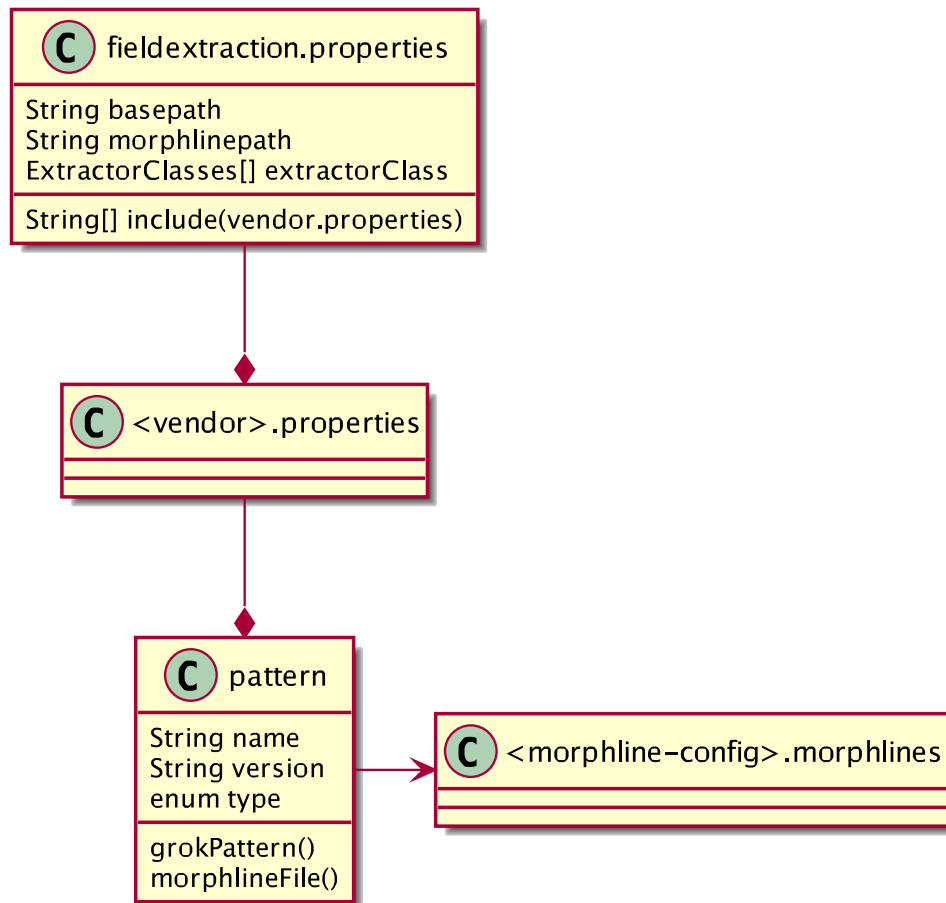 C fieldextraction.properties
String basepath
String morphlinepath
ExtractorClasses[] extractorClass
String[] include(vendor.properties)
C <vendor>.properties
C pattern
String name
String version
enum type
grokPattern()
morphlineFile()
C <morphline-config>.morphlines